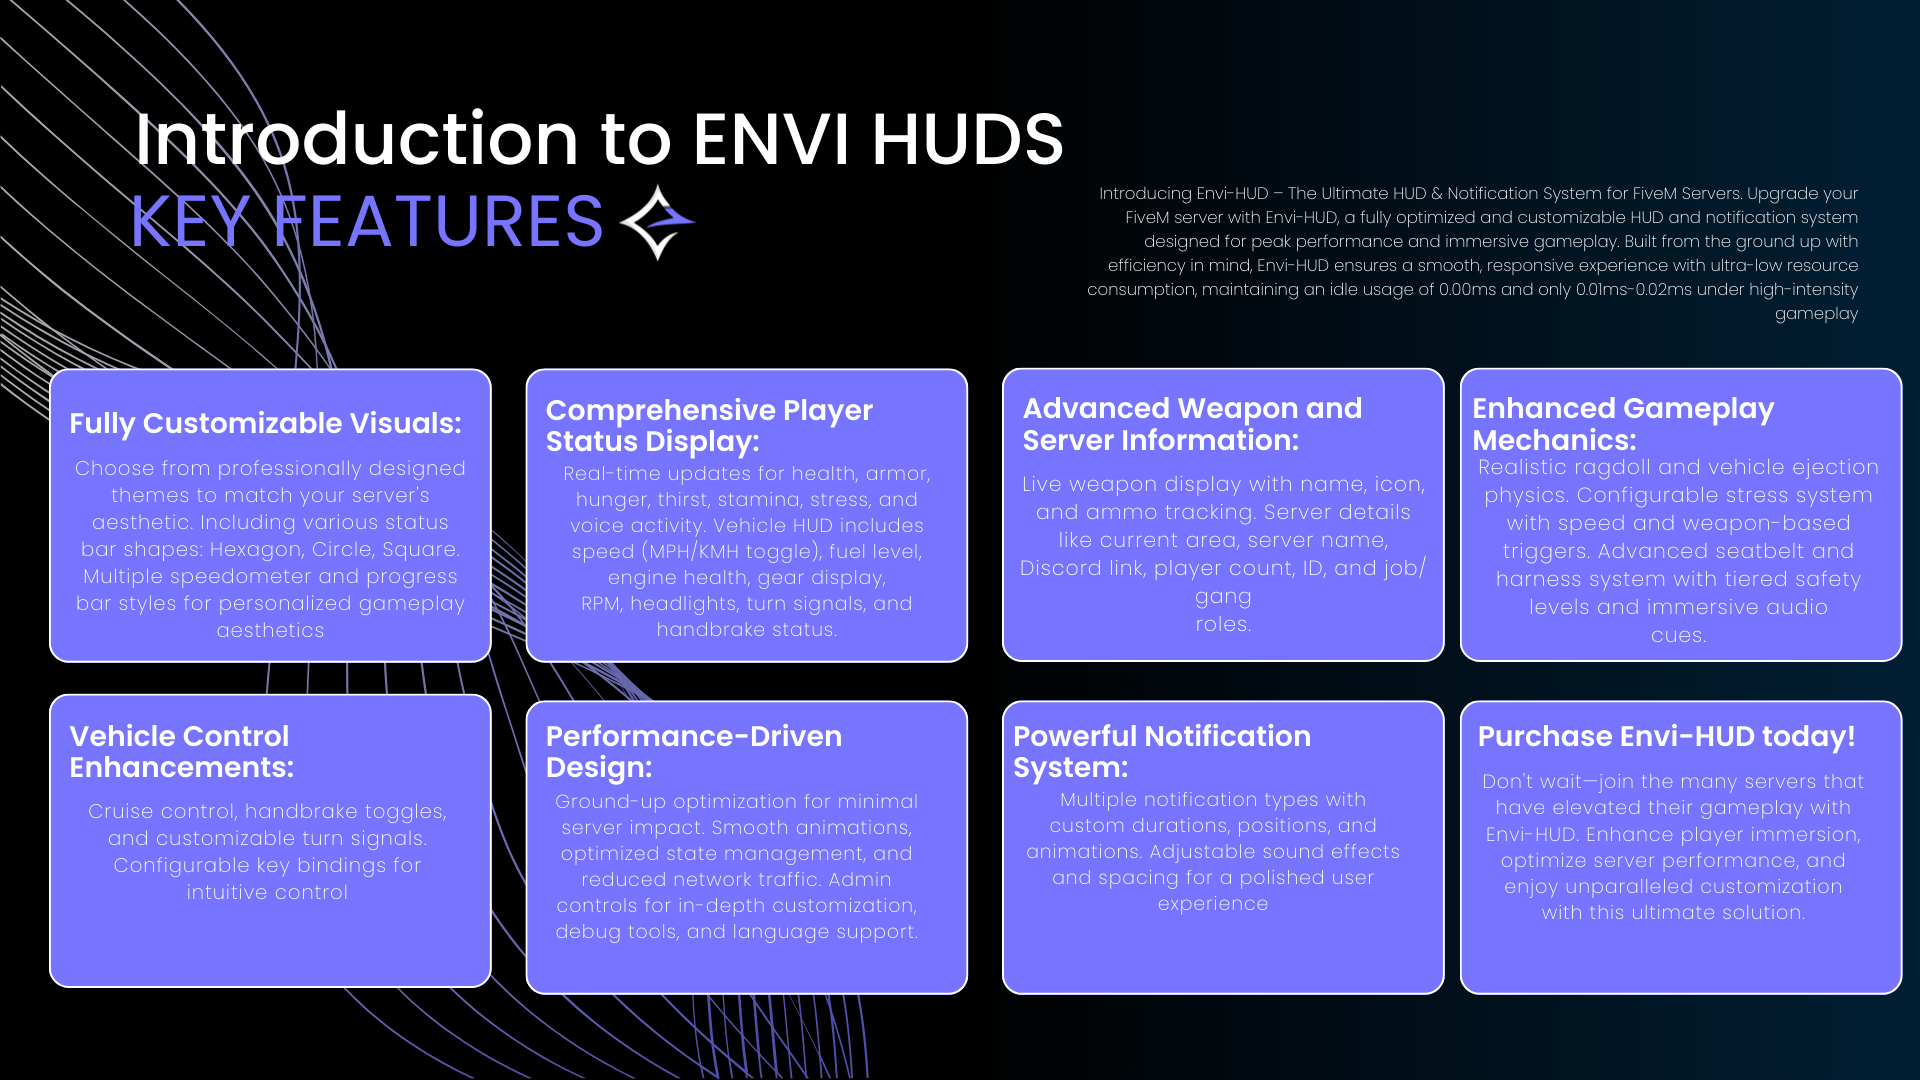 Introduction to ENVI HUDS
KEY FEATURES
Introducing Envi-HUD – The Ultimate HUD & Notification System for FiveM Servers. Upgrade your
FiveM server with Envi-HUD, a fully optimized and customizable HUD and notification system
designed for peak performance and immersive gameplay. Built from the ground up with
efficiency in mind, Envi-HUD ensures a smooth, responsive experience with ultra-low resource
consumption, maintaining an idle usage of 0.00ms and only 0.01ms-0.02ms under high-intensity
gameplay
Fully Customizable Visuals:
Choose from professionally designed
themes to match your server's
aesthetic. Including various status
bar shapes: Hexagon, Circle, Square.
Multiple speedometer and progress
bar styles for personalized gameplay
aesthetics
Comprehensive Player
Status Display:
Real-time updates for health, armor,
hunger, thirst, stamina, stress, and
voice activity. Vehicle HUD includes
speed (MPH/KMH toggle), fuel level,
engine health, gear display,
RPM, headlights, turn signals, and
handbrake status.
Advanced Weapon and
Server Information:
Live weapon display with name, icon,
and ammo tracking. Server details
like current area, server name,
Discord link, player count, ID, and job/
gang
roles.
Enhanced Gameplay
Mechanics:
Realistic ragdoll and vehicle ejection
physics. Configurable stress system
with speed and weapon-based
triggers. Advanced seatbelt and
harness system with tiered safety
levels and immersive audio
cues.
Vehicle Control
Enhancements:
Cruise control, handbrake toggles,
and customizable turn signals.
Configurable key bindings for
intuitive control
Performance-Driven
Design:
Ground-up optimization for minimal
server impact. Smooth animations,
optimized state management, and
reduced network traffic. Admin
controls for in-depth customization,
debug tools, and language support.
Powerful Notification
System:
Multiple notification types with
custom durations, positions, and
animations. Adjustable sound effects
and spacing for a polished user
experience
Purchase Envi-HUD today!
Don't wait—join the many servers that
have elevated their gameplay with
Envi-HUD. Enhance player immersion,
optimize server performance, and
enjoy unparalleled customization
with this ultimate solution.